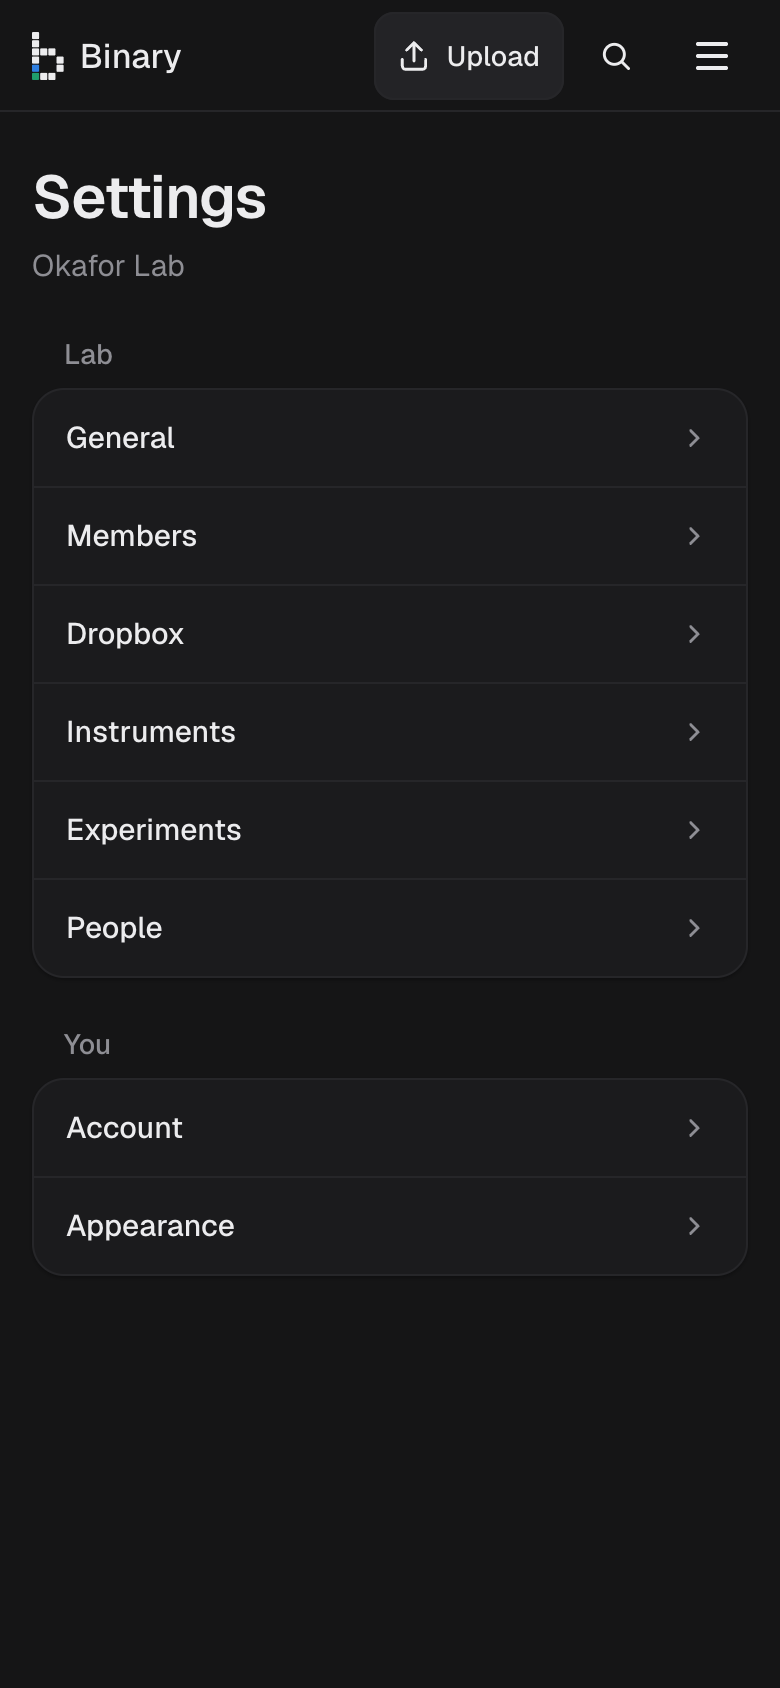 Binary
Upload
Settings
Okafor Lab
Lab
General
Members
Dropbox
Instruments
Experiments
People
You
Account
Appearance